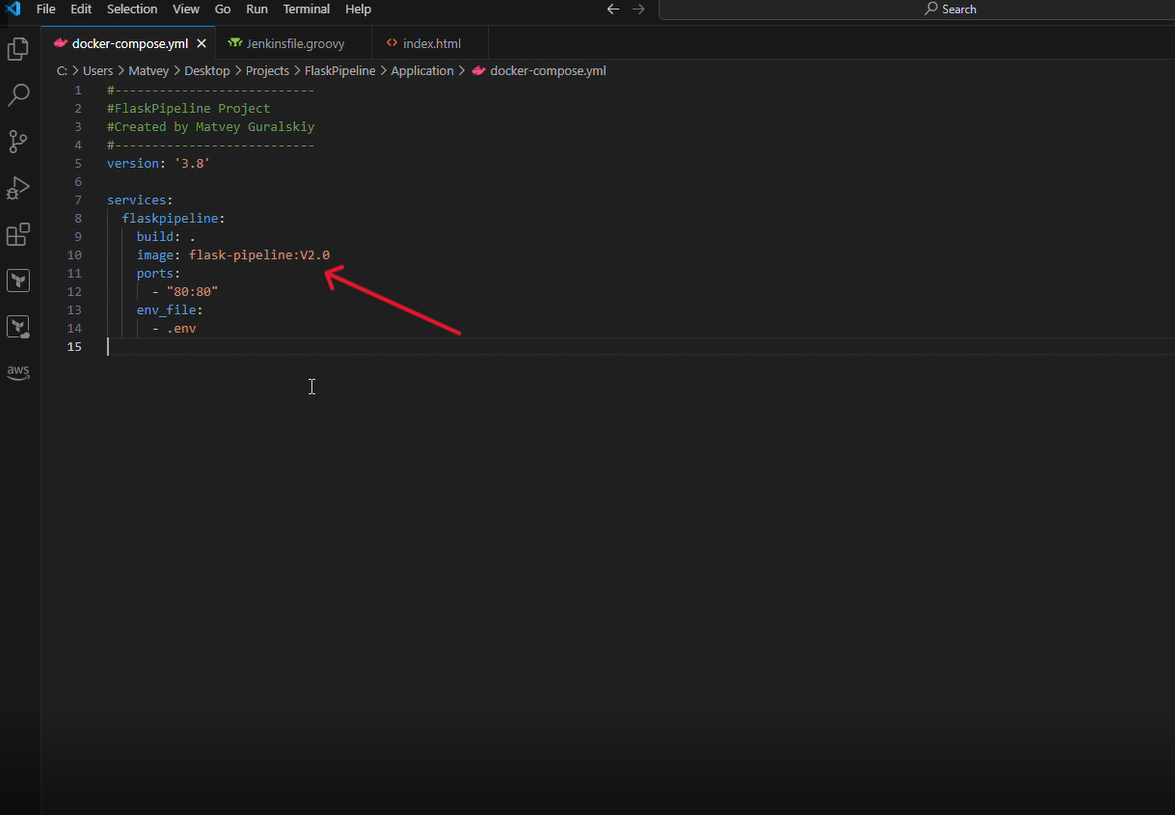 File Edit Selection View Go Run Terminal Help Search
docker-compose.yml Jenkinsfile.groovy index.html
C: > Users > Matvey > Desktop > Projects > FlaskPipeline > Application > docker-compose.yml
1 #---------------------------
2 #FlaskPipeline Project
3 #Created by Matvey Guralskiy
4 #---------------------------
5 version: '3.8'
6
7 services:
8 flaskpipeline:
9 build: .
10 image: flask-pipeline:V2.0
11 ports:
12 - "80:80"
13 env_file:
14 - .env
15
aws